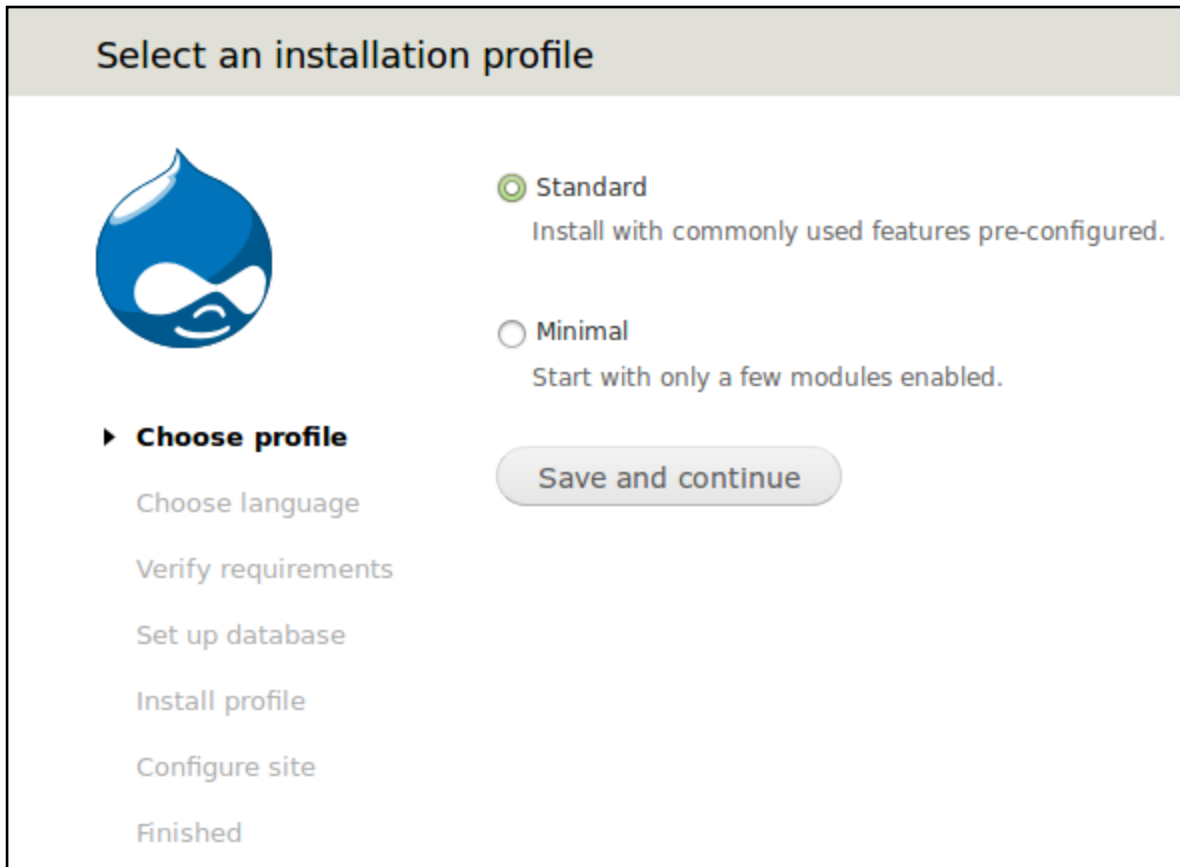 Select an installation profile
Standard
Install with commonly used features pre-configured.
Minimal
Start with only a few modules enabled.
Save and continue
Choose profile
Choose language
Verify requirements
Set up database
Install profile
Configure site
Finished